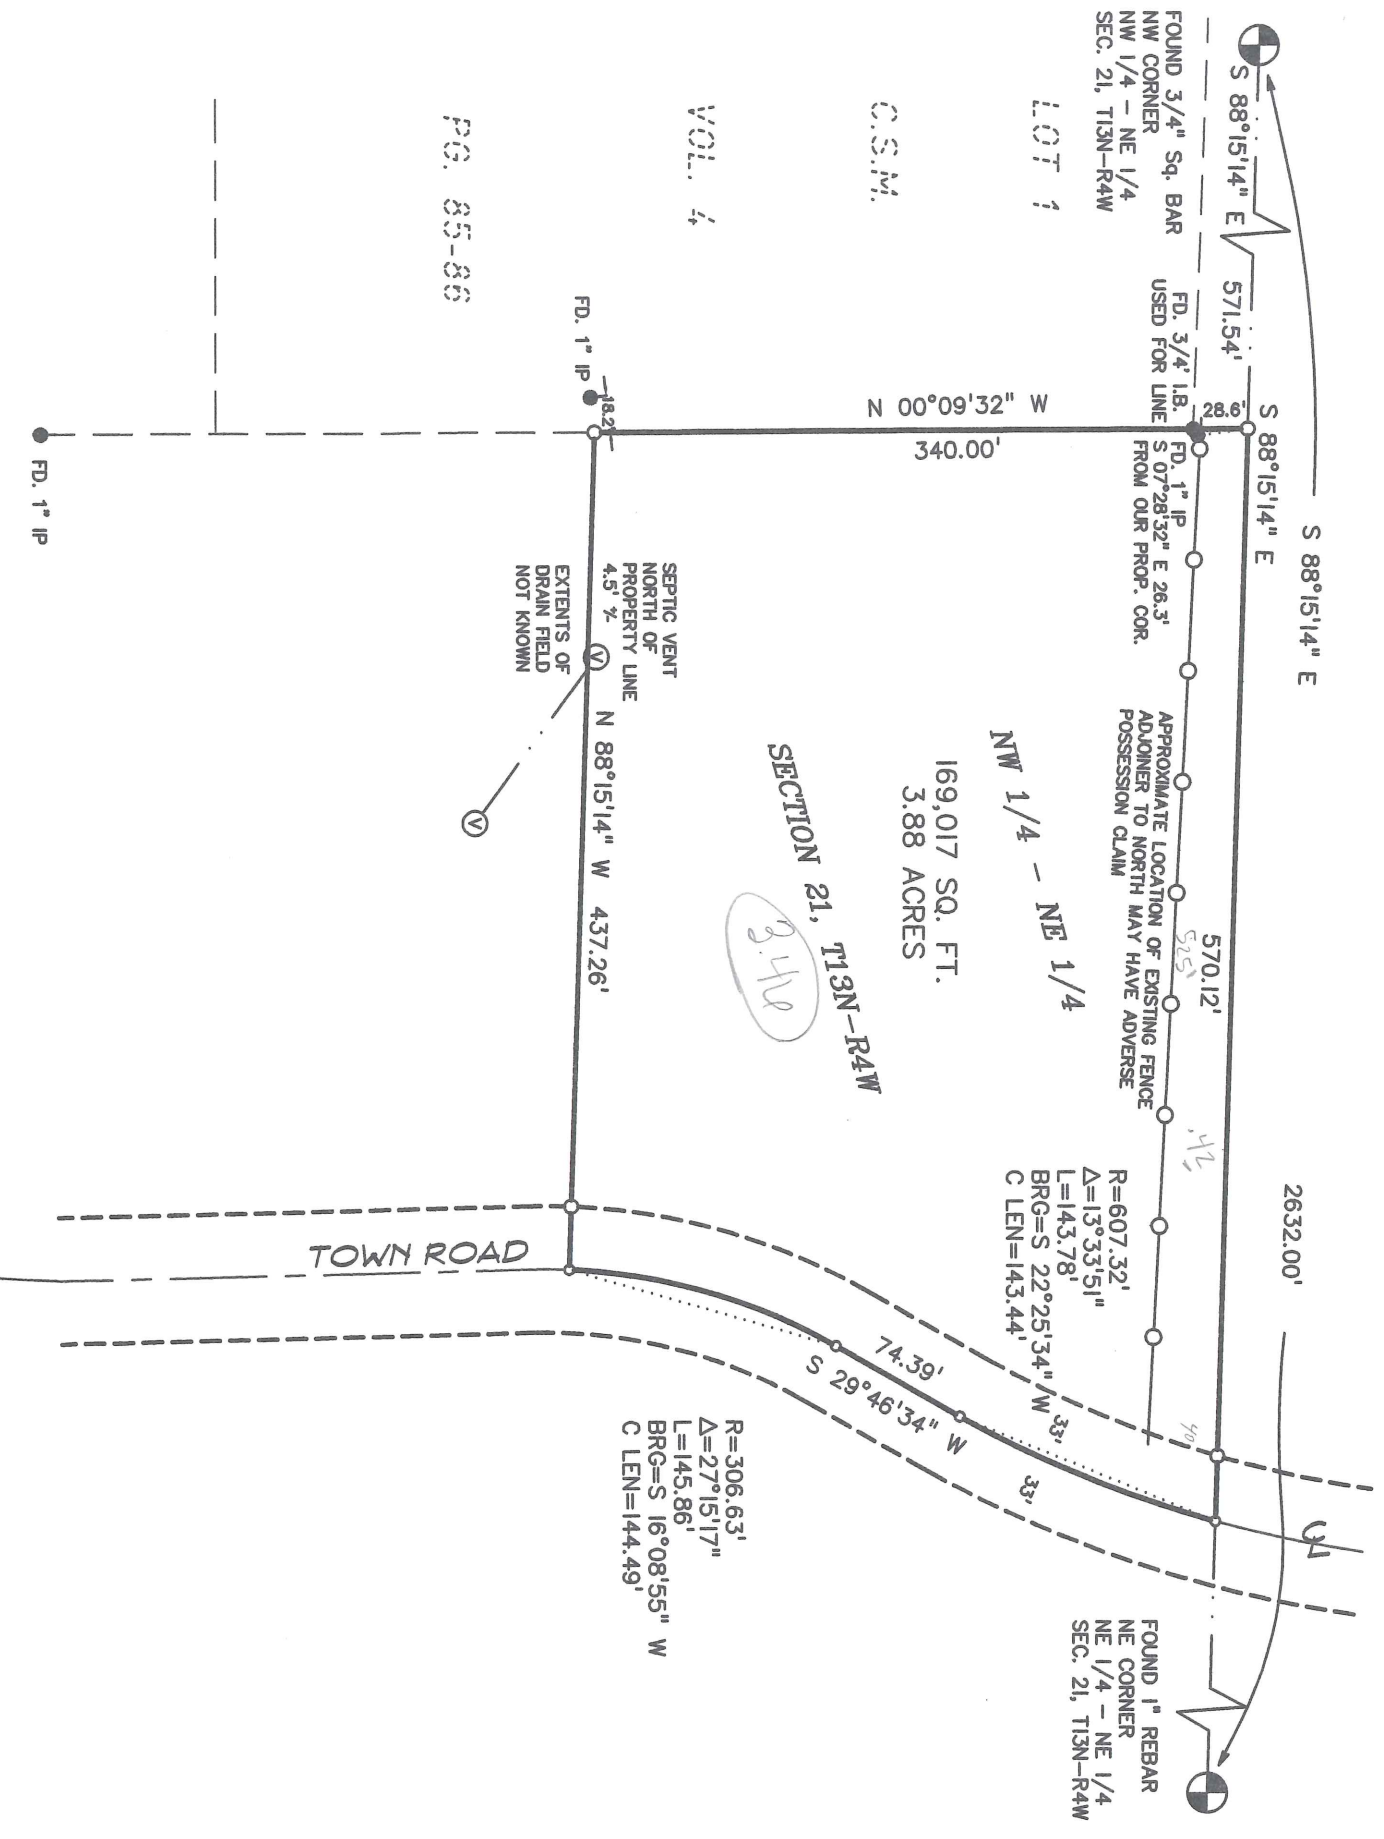 S 88°15'14" E
2632.00'
S 88°15'14" E
571.54'
S 88°15'14" E
570.12'
FOUND 3/4" Sq. BAR
NW CORNER
NW 1/4 - NE 1/4
SEC. 21, T13N-R4W
FD. 3/4' I.B.
USED FOR LINE
28.6'
FD. 1" IP
S 07°28'32" E 26.3'
FROM OUR PROP. COR.
APPROXIMATE LOCATION OF EXISTING FENCE
ADJOINER TO NORTH MAY HAVE ADVERSE
POSSESSION CLAIM
525'
.42
40
FOUND 1" REBAR
NE CORNER
NE 1/4 - NE 1/4
SEC. 21, T13N-R4W
R=607.32'
Δ=13°33'51"
L=143.78'
BRG=S 22°25'34" W
C LEN=143.44'
33'
33'
LOT 1
C.S.M.
VOL. 4
PG. 85-86
N 00°09'32" W
340.00'
NW 1/4 - NE 1/4
169,017 SQ. FT.
3.88 ACRES
SECTION 21, T13N-R4W
3.46
74.39'
S 29°46'34" W
R=306.63'
Δ=27°15'17"
L=145.86'
BRG=S 16°08'55" W
C LEN=144.49'
FD. 1" IP
18.2'
SEPTIC VENT
NORTH OF
PROPERTY LINE
4.5' %
V
N 88°15'14" W 437.26'
EXTENTS OF
DRAIN FIELD
NOT KNOWN
V
TOWN ROAD
FD. 1" IP